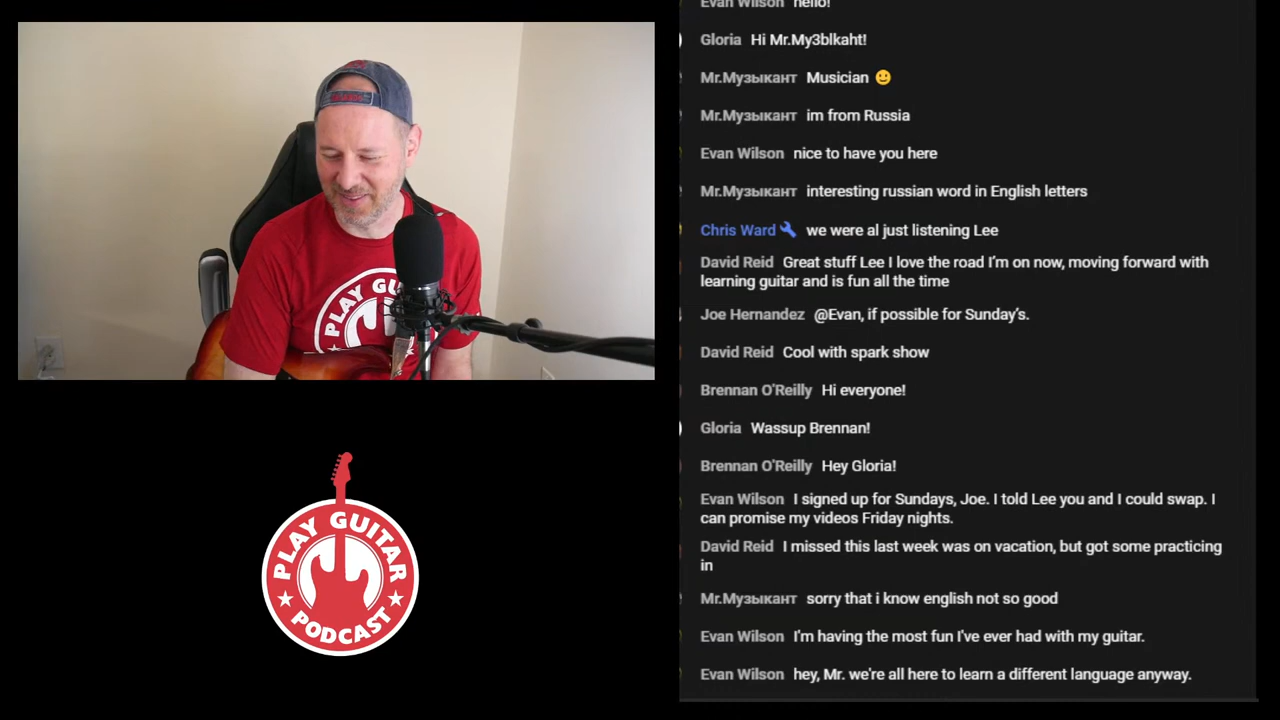 PLAY GU
Evan Wilson hello!
Gloria Hi Mr.My3blkaht!
Mr.Музыкант Musician 🙂
Mr.Музыкант im from Russia
Evan Wilson nice to have you here
Mr.Музыкант interesting russian word in English letters
Chris Ward we were al just listening Lee
David Reid Great stuff Lee I love the road I'm on now, moving forward with
learning guitar and is fun all the time
Joe Hernandez @Evan, if possible for Sunday's.
David Reid Cool with spark show
Brennan O'Reilly Hi everyone!
Gloria Wassup Brennan!
Brennan O'Reilly Hey Gloria!
Evan Wilson I signed up for Sundays, Joe. I told Lee you and I could swap. I
can promise my videos Friday nights.
David Reid I missed this last week was on vacation, but got some practicing
in
Mr.Музыкант sorry that i know english not so good
Evan Wilson I'm having the most fun I've ever had with my guitar.
Evan Wilson hey, Mr. we're all here to learn a different language anyway.
PLAY GUITAR
PODCAST